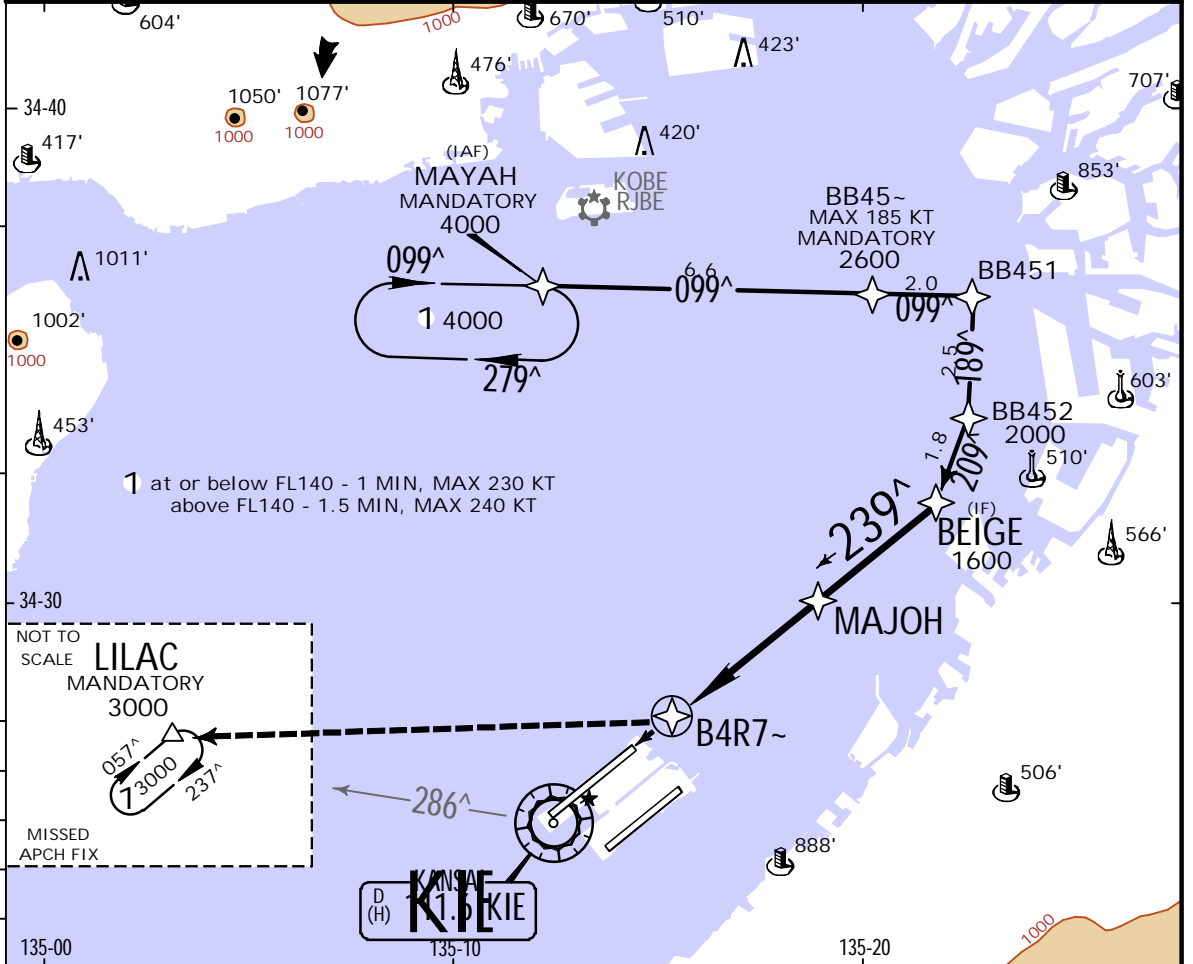 604'
1000
670'
510'
423'
476'
707'
34-40
1050'
1077'
1000
1000
417'
420'
853'
(IAF)
MAYAH
MANDATORY
4000
KOBE
RJBE
BB45~
MAX 185 KT
MANDATORY
2600
1011'
099^
6.6
099^
2.0
099^
BB451
1 4000
279^
1002'
1000
2.5
189^
603'
453'
BB452
2000
1.8
209^
510'
1 at or below FL140 - 1 MIN, MAX 230 KT
above FL140 - 1.5 MIN, MAX 240 KT
239^
(IF)
BEIGE
1600
566'
34-30
MAJOH
NOT TO
SCALE
LILAC
MANDATORY
3000
057^
7 3000
237^
MISSED
APCH FIX
B4R7~
286^
506'
888'
D
(H)
KIE
KIE
1000
135-00
135-10
135-20